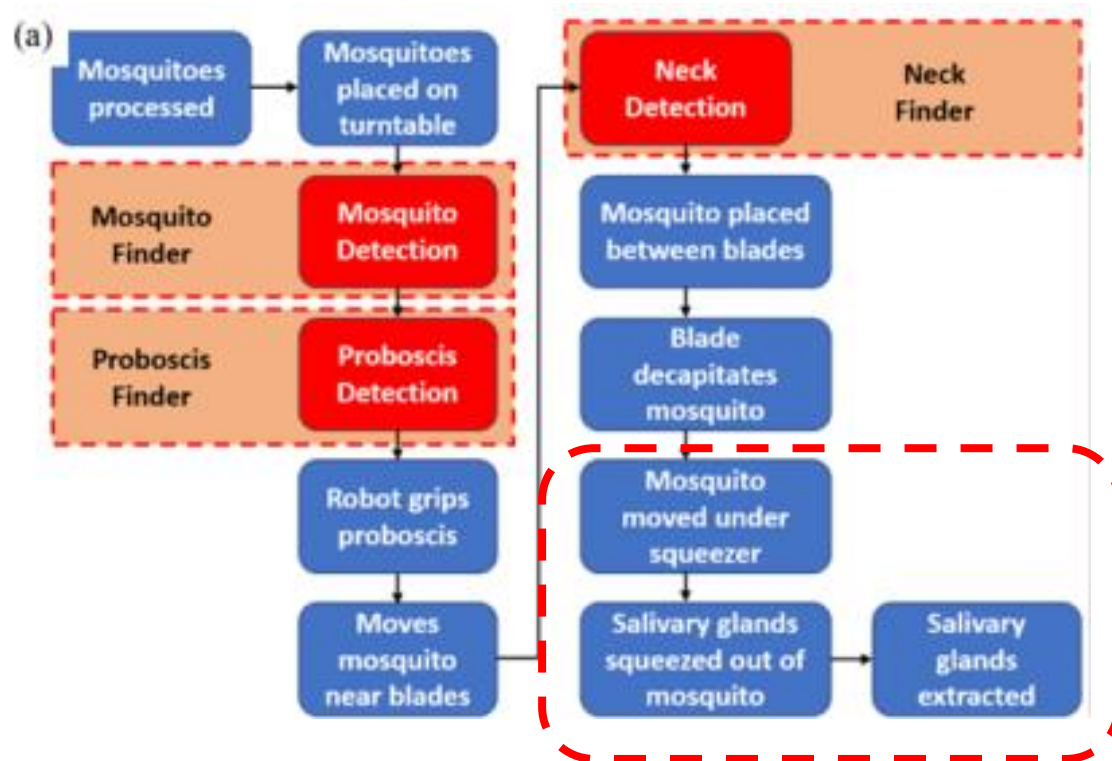 (a)
Mosquitoes
processed
Mosquitoes
placed on
turntable
Mosquito
Finder
Mosquito
Detection
Proboscis
Finder
Proboscis
Detection
Robot grips
proboscis
Moves
mosquito
near blades
Neck
Detection
Neck
Finder
Mosquito placed
between blades
Blade
decapitates
mosquito
Mosquito
moved under
squeezer
Salivary glands
squeezed out of
mosquito
Salivary
glands
extracted